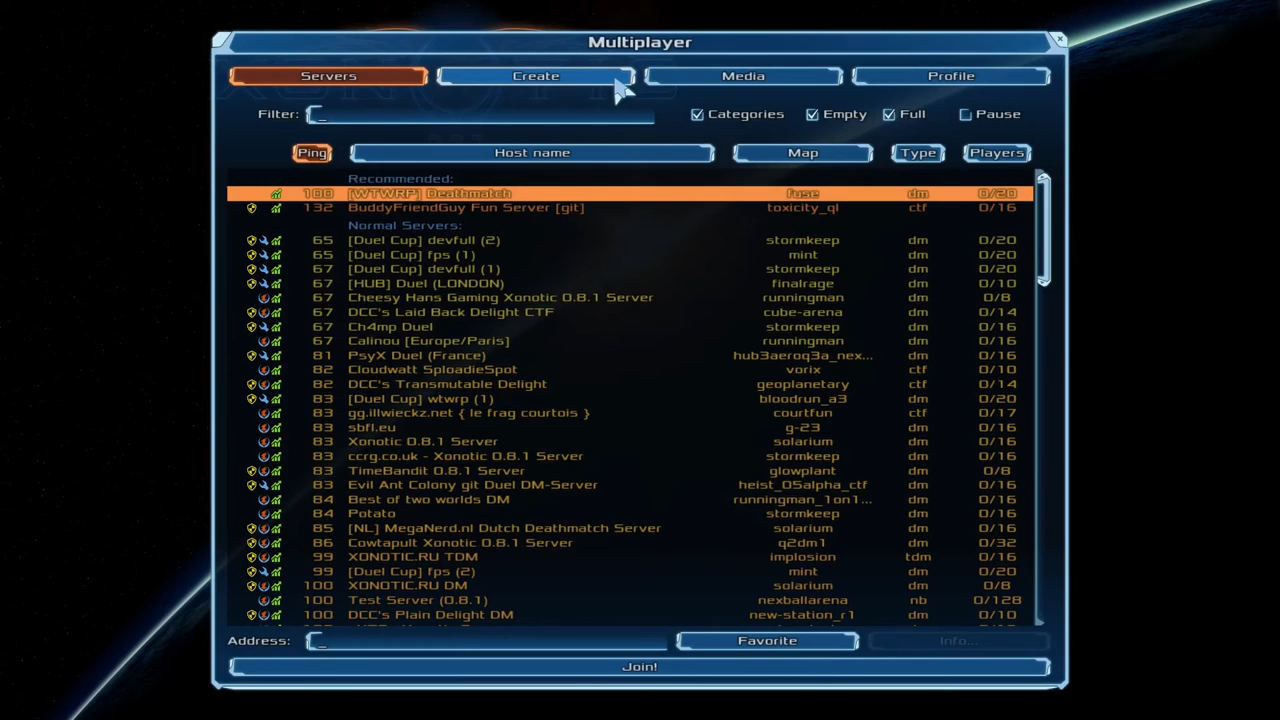 Multiplayer
Servers Create Media Profile
Filter: _ Categories Empty Full Pause
Ping Host name Map Type Players
Recommended:
100 [WTWRP] Deathmatch fuse dm 0/20
132 BuddyFriendGuy Fun Server [git] toxicity_ql ctf 0/16
Normal Servers:
65 [Duel Cup] devfull (2) stormkeep dm 0/20
65 [Duel Cup] fps (1) mint dm 0/20
67 [Duel Cup] devfull (1) stormkeep dm 0/20
67 [HUB] Duel (LONDON) finalrage dm 0/10
67 Cheesy Hans Gaming Xonotic 0.8.1 Server runningman dm 0/8
67 DCC's Laid Back Delight CTF cube-arena dm 0/14
67 Ch4mp Duel stormkeep dm 0/16
67 Calinou [Europe/Paris] runningman dm 0/16
81 PsyX Duel (France) hub3aeroq3a_nex... dm 0/16
82 Cloudwatt SploadieSpot vorix ctf 0/10
82 DCC's Transmutable Delight geoplanetary ctf 0/14
83 [Duel Cup] wtwrp (1) bloodrun_a3 dm 0/20
83 gg.illwieckz.net { le frag courtois } courtfun ctf 0/17
83 sbfl.eu g-23 dm 0/16
83 Xonotic 0.8.1 Server solarium dm 0/16
83 ccrg.co.uk - Xonotic 0.8.1 Server stormkeep dm 0/16
83 TimeBandit 0.8.1 Server glowplant dm 0/8
83 Evil Ant Colony git Duel DM-Server heist_05alpha_ctf dm 0/16
84 Best of two worlds DM runningman_1on1... dm 0/16
84 Potato stormkeep dm 0/16
85 [NL] MegaNerd.nl Dutch Deathmatch Server solarium dm 0/16
86 Cowtapult Xonotic 0.8.1 Server q2dm1 dm 0/32
99 XONOTIC.RU TDM implosion tdm 0/16
99 [Duel Cup] fps (2) mint dm 0/20
100 XONOTIC.RU DM solarium dm 0/8
100 Test Server (0.8.1) nexballarena nb 0/128
100 DCC's Plain Delight DM new-station_r1 dm 0/10
Address: _ Favorite Info...
Join!